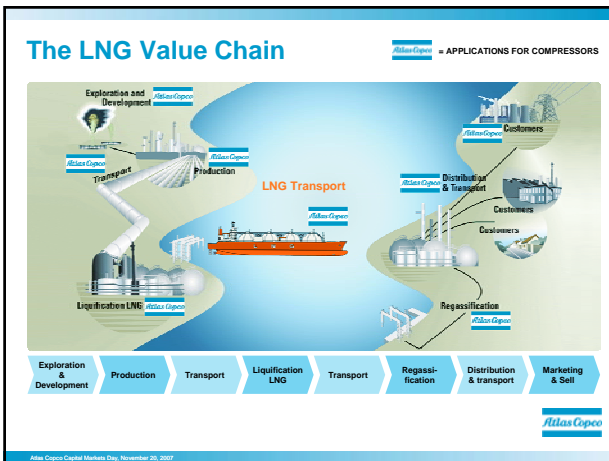 The LNG Value Chain
Atlas Copco = APPLICATIONS FOR COMPRESSORS
Exploration and
Development
Atlas Copco
Atlas Copco
Transport
Atlas Copco
Production
LNG Transport
Atlas Copco
Liquification LNG
Atlas Copco
Atlas Copco
Customers
Atlas Copco
Distribution
& Transport
Customers
Customers
Regassification
Atlas Copco
Exploration
&
Development
Production
Transport
Liquification
LNG
Transport
Regassi-
fication
Distribution
& transport
Marketing
& Sell
Atlas Copco
Atlas Copco Capital Markets Day, November 20, 2007